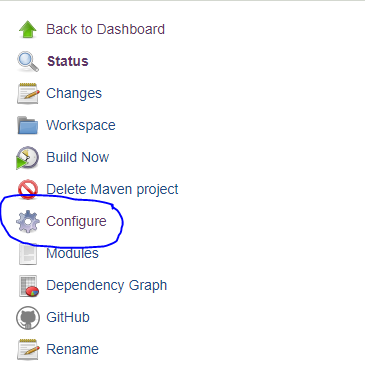 Back to Dashboard
Status
Changes
Workspace
Build Now
Delete Maven project
Configure
Modules
Dependency Graph
GitHub
Rename